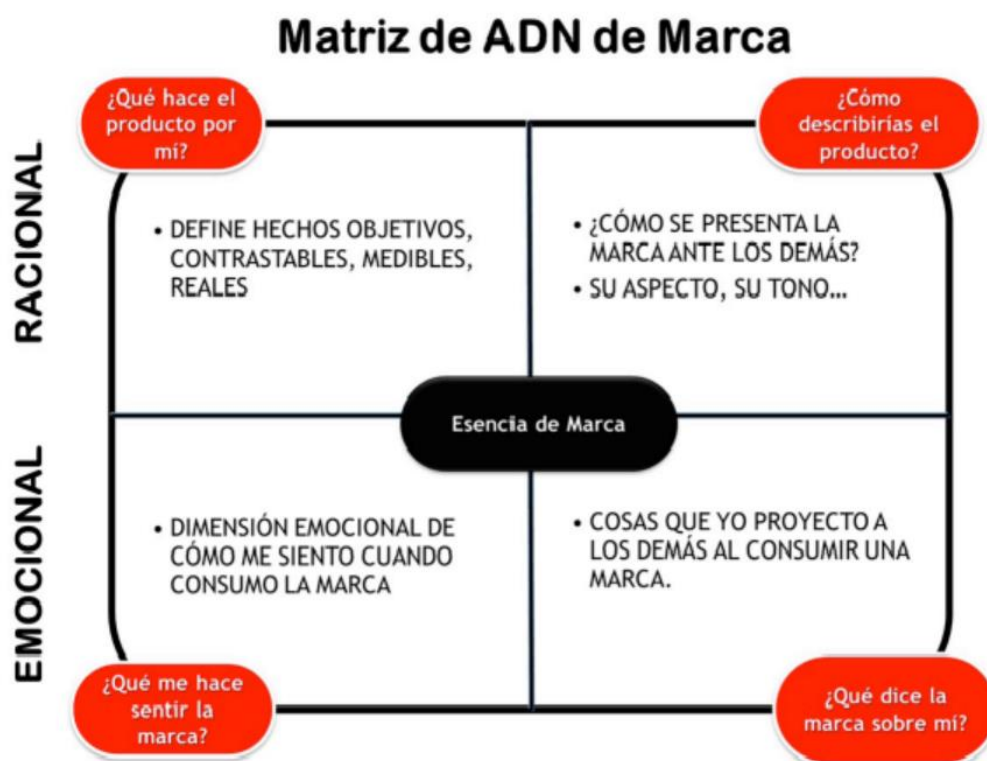 Matriz de ADN de Marca
¿Qué hace el
producto por
mí?
¿Cómo
describirías el
producto?
RACIONAL
• DEFINE HECHOS OBJETIVOS,
CONTRASTABLES, MEDIBLES,
REALES
• ¿CÓMO SE PRESENTA LA
MARCA ANTE LOS DEMÁS?
• SU ASPECTO, SU TONO...
Esencia de Marca
EMOCIONAL
• DIMENSIÓN EMOCIONAL DE
CÓMO ME SIENTO CUANDO
CONSUMO LA MARCA
• COSAS QUE YO PROYECTO A
LOS DEMÁS AL CONSUMIR UNA
MARCA.
¿Qué me hace
sentir la
marca?
¿Qué dice la
marca sobre mí?